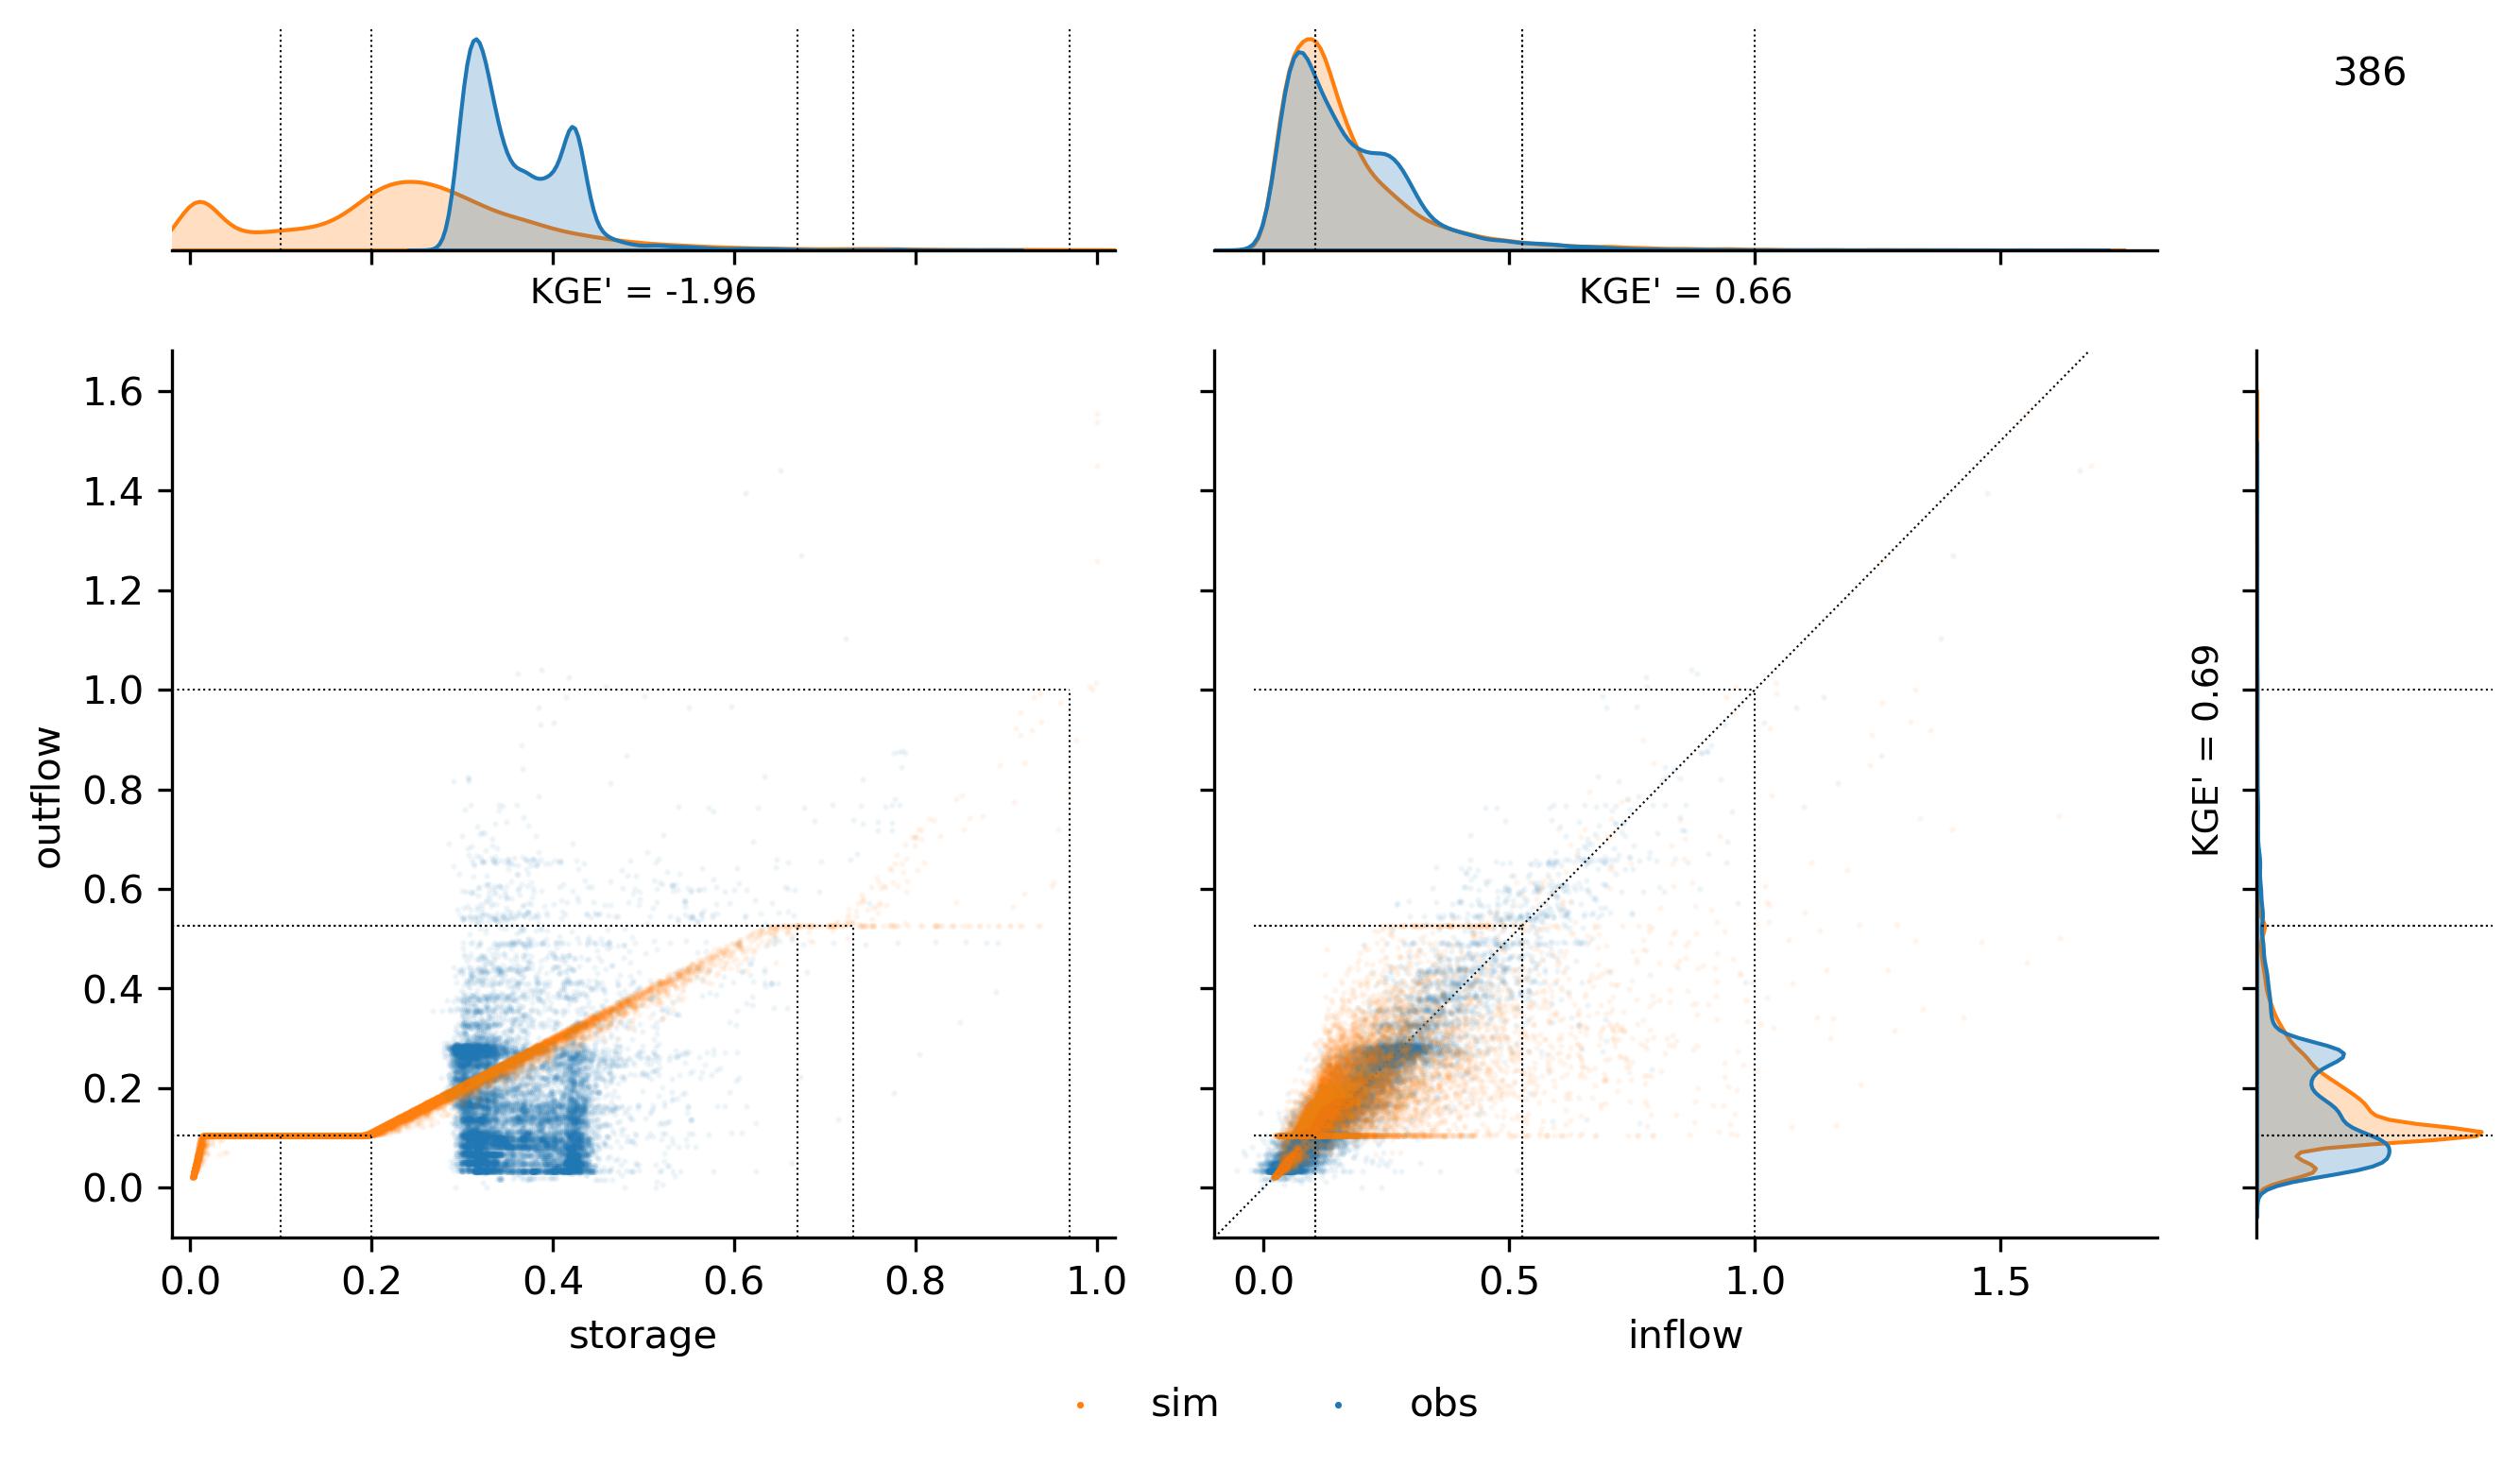 386
KGE' = -1.96
KGE' = 0.66
1.6
1.4
1.2
1.0
0.8
0.6
0.4
0.2
0.0
outflow
KGE' = 0.69
0.0 0.2 0.4 0.6 0.8 1.0
0.0 0.5 1.0 1.5
storage
inflow
sim obs